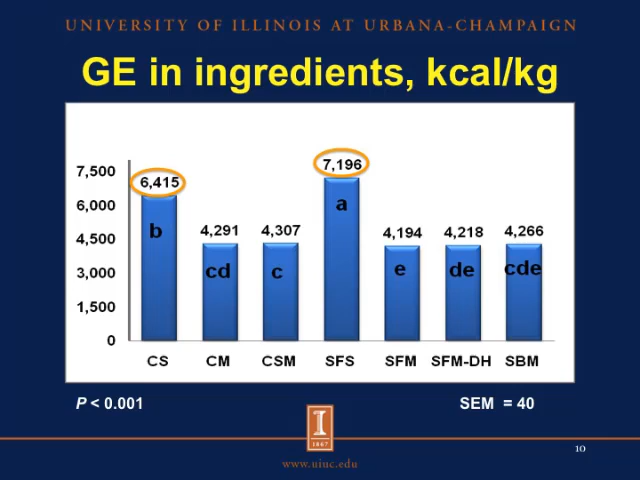 UNIVERSITY OF ILLINOIS AT URBANA-CHAMPAIGN
GE in ingredients, kcal/kg
7,500
6,000
4,500
3,000
1,500
0
6,415
4,291
4,307
7,196
4,194
4,218
4,266
b
cd
c
a
e
de
cde
CS
CM
CSM
SFS
SFM
SFM-DH
SBM
P < 0.001
SEM = 40
I
1867
10
www.uiuc.edu